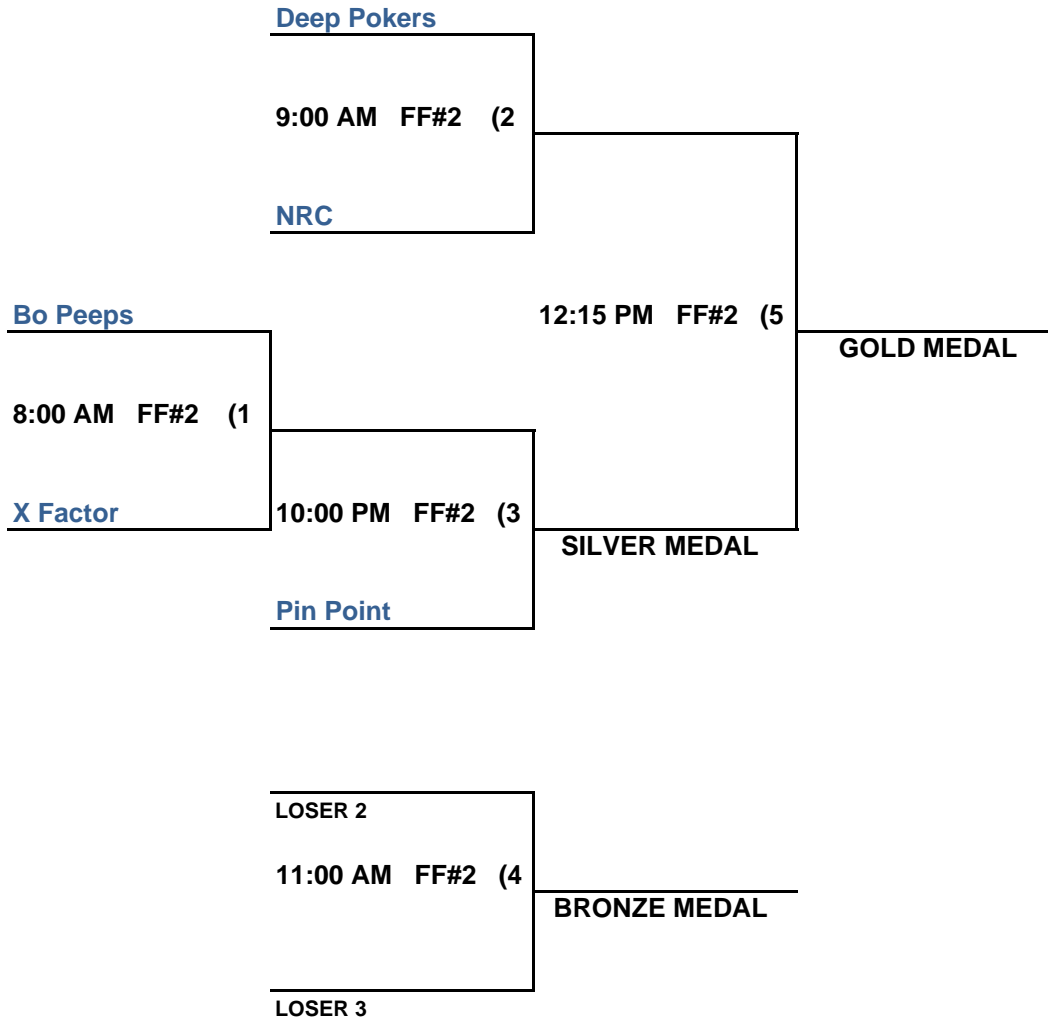 Deep Pokers
9:00 AM FF#2 (2
NRC
Bo Peeps
12:15 PM FF#2 (5
GOLD MEDAL
8:00 AM FF#2 (1
X Factor
10:00 PM FF#2 (3
SILVER MEDAL
Pin Point
LOSER 2
11:00 AM FF#2 (4
BRONZE MEDAL
LOSER 3